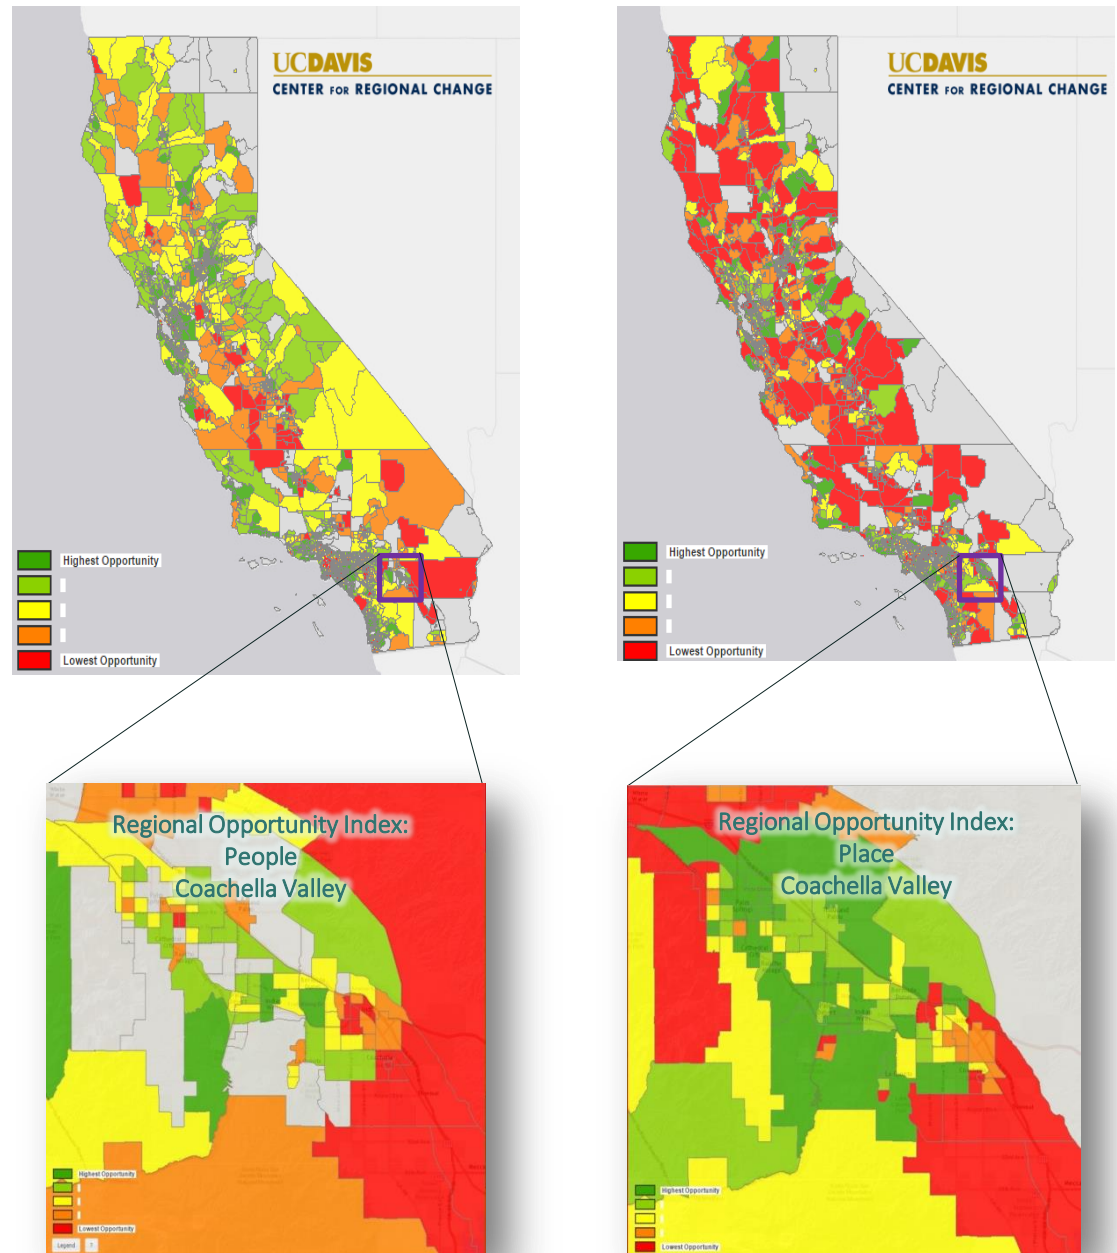 UCDAVIS
CENTER FOR REGIONAL CHANGE
Highest Opportunity
Lowest Opportunity
UCDAVIS
CENTER FOR REGIONAL CHANGE
Highest Opportunity
Lowest Opportunity
Regional Opportunity Index:
People
Coachella Valley
Highest Opportunity
Lowest Opportunity
Legend
Regional Opportunity Index:
Place
Coachella Valley
Highest Opportunity
Lowest Opportunity